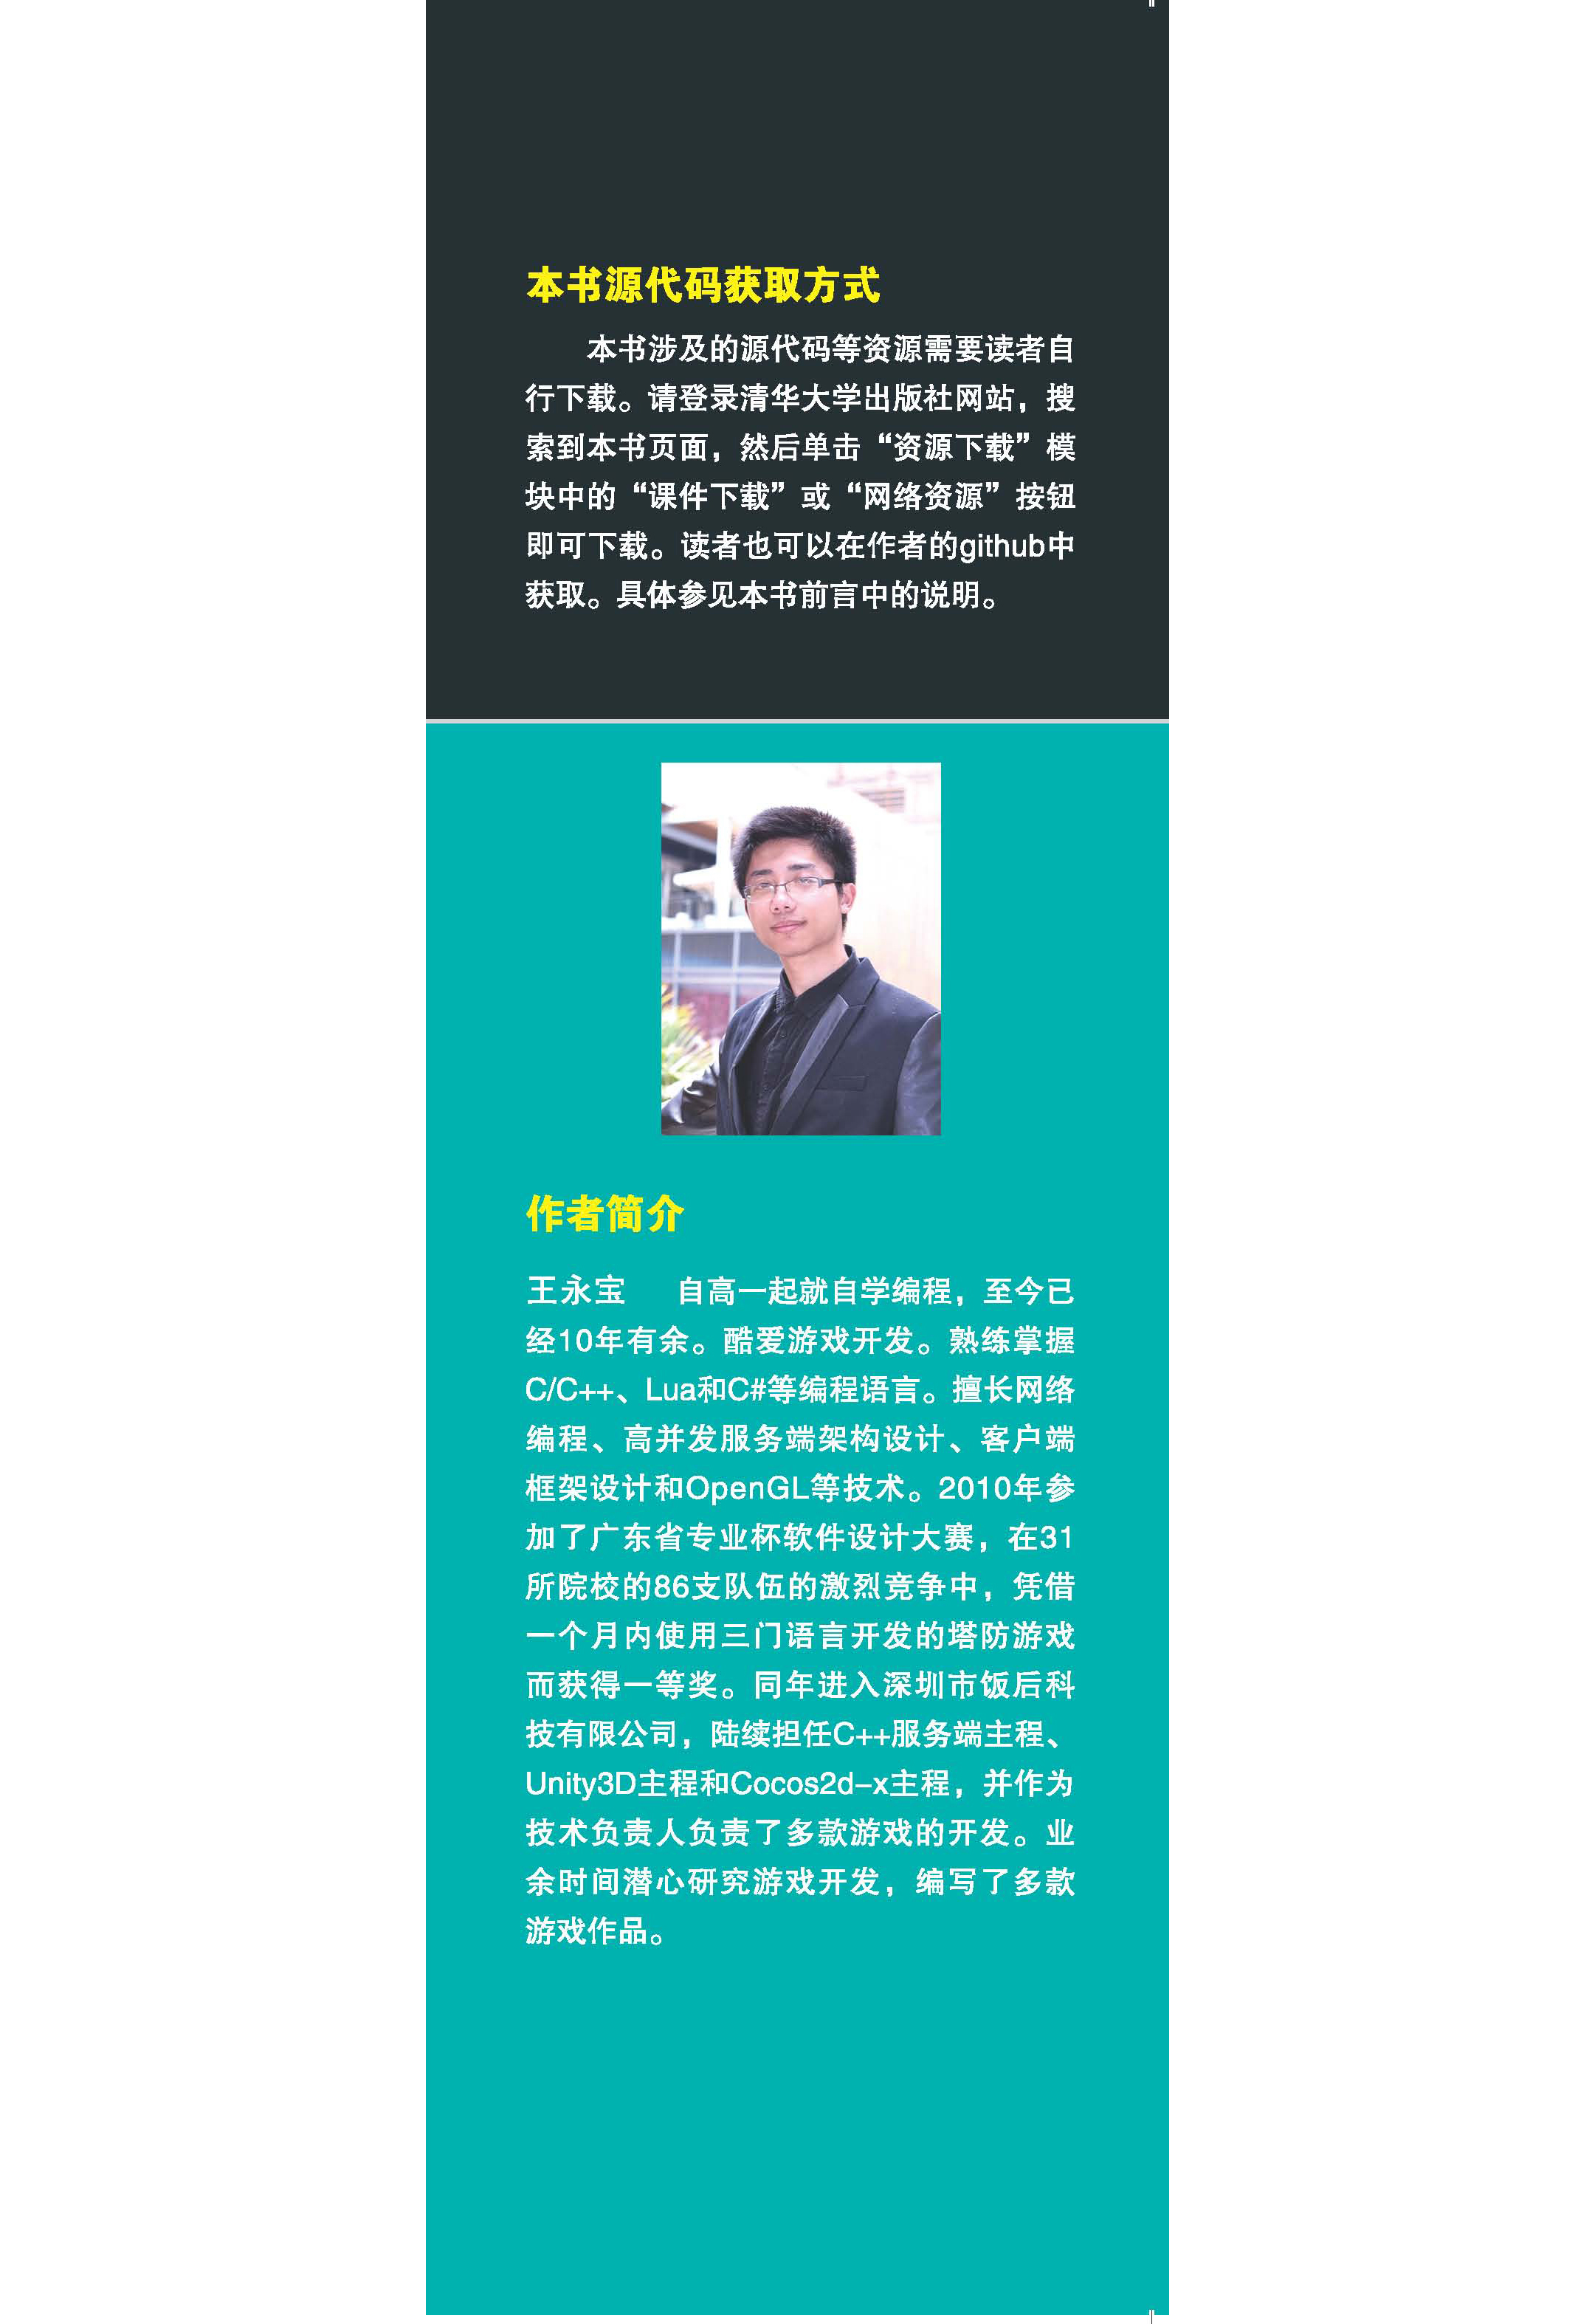 本书源代码获取方式
本书涉及的源代码等资源需要读者自
行下载。请登录清华大学出版社网站，搜
索到本书页面，然后单击“资源下载”模
块中的“课件下载”或“网络资源”按钮
即可下载。读者也可以在作者的github中
获取。具体参见本书前言中的说明。
作者简介
王永宝 自高一起就自学编程，至今已
经10年有余。酷爱游戏开发。熟练掌握
C/C++、Lua和C#等编程语言。擅长网络
编程、高并发服务端架构设计、客户端
框架设计和OpenGL等技术。2010年参
加了广东省专业杯软件设计大赛，在31
所院校的86支队伍的激烈竞争中，凭借
一个月内使用三门语言开发的塔防游戏
而获得一等奖。同年进入深圳市饭后科
技有限公司，陆续担任C++服务端主程、
Unity3D主程和Cocos2d-x主程，并作为
技术负责人负责了多款游戏的开发。业
余时间潜心研究游戏开发，编写了多款
游戏作品。